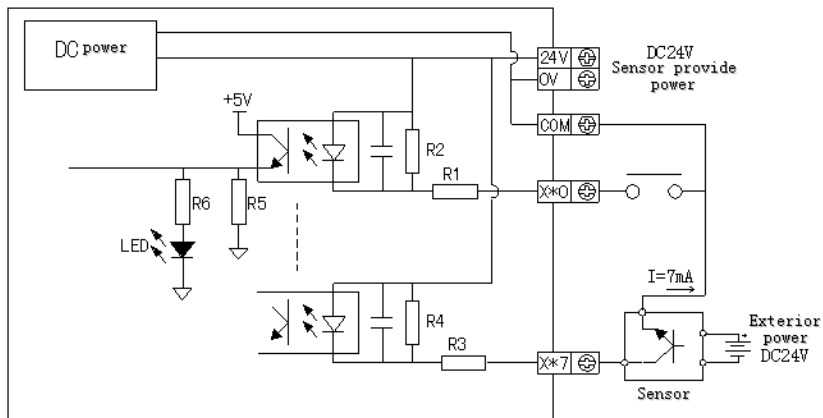 DC power
24V
0V
COM
X*0
X*7
DC24V
Sensor provide
power
+5V
R2
R1
R6
R5
LED
R4
R3
I=7mA
Exterior
power
DC24V
+
Sensor